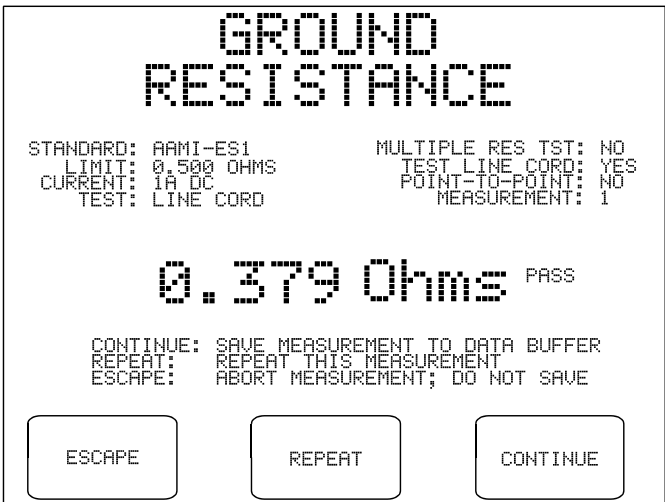 GROUND
RESISTANCE
STANDARD: AAMI-ES1
LIMIT: 0.500 OHMS
CURRENT: 1A DC
TEST: LINE CORD
MULTIPLE RES TST: NO
TEST LINE CORD: YES
POINT-TO-POINT: NO
MEASUREMENT: 1
0.379 Ohms PASS
CONTINUE: SAVE MEASUREMENT TO DATA BUFFER
REPEAT: REPEAT THIS MEASUREMENT
ESCAPE: ABORT MEASUREMENT; DO NOT SAVE
ESCAPE REPEAT CONTINUE